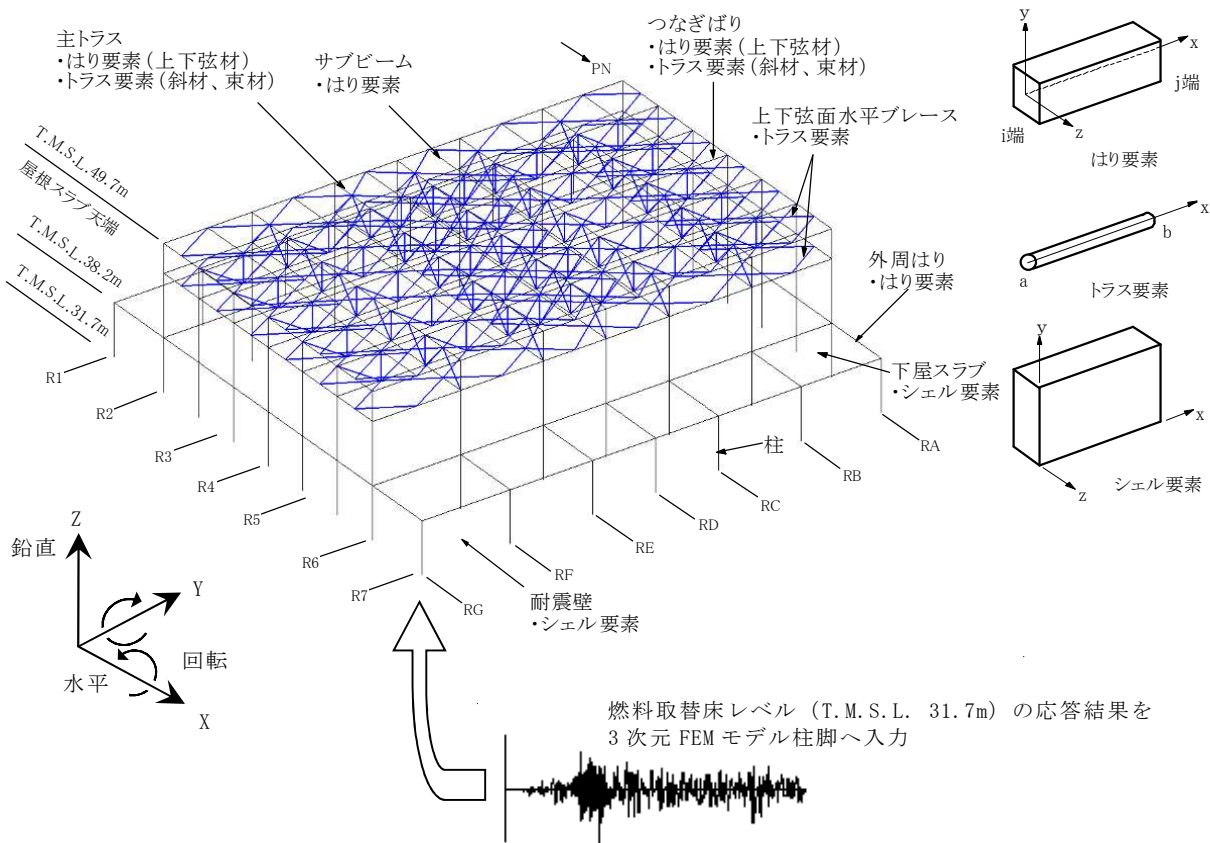 主トラス
・はり要素(上下弦材)
・トラス要素(斜材、束材)
サブビーム
・はり要素
PN
つなぎばり
・はり要素(上下弦材)
・トラス要素(斜材、束材)
上下弦面水平ブレース
・トラス要素
T.M.S.L.49.7m
屋根スラブ天端
T.M.S.L.38.2m
T.M.S.L.31.7m
外周はり
・はり要素
下屋スラブ
・シェル要素
柱
R1
R2
R3
R4
R5
R6
R7
RG
RF
RE
RD
RC
RB
RA
耐震壁
・シェル要素
Z
鉛直
Y
回転
水平
X
燃料取替床レベル (T.M.S.L. 31.7m) の応答結果を
3次元 FEM モデル柱脚へ入力
y
x
j端
z
i端
はり要素
x
b
a
トラス要素
y
x
z
シェル要素